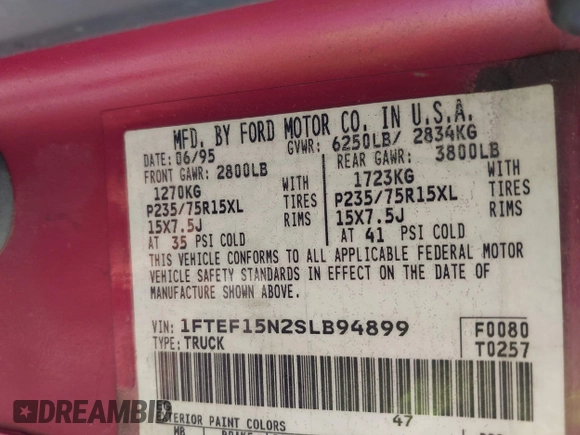 MFD. BY FORD MOTOR CO. IN U.S.A.
DATE: 06/95 GVWR: 6250LB/ 2834KG
FRONT GAWR: 2800LB REAR GAWR: 3800LB
1270KG WITH 1723KG WITH
P235/75R15XL TIRES P235/75R15XL TIRES
15X7.5J RIMS 15X7.5J RIMS
AT 35 PSI COLD AT 41 PSI COLD
THIS VEHICLE CONFORMS TO ALL APPLICABLE FEDERAL MOTOR
VEHICLE SAFETY STANDARDS IN EFFECT ON THE DATE OF
MANUFACTURE SHOWN ABOVE.
VIN: 1FTEF15N2SLB94899 F0080
TYPE: TRUCK T0257
EXTERIOR PAINT COLORS 47
WB
DREAMBID